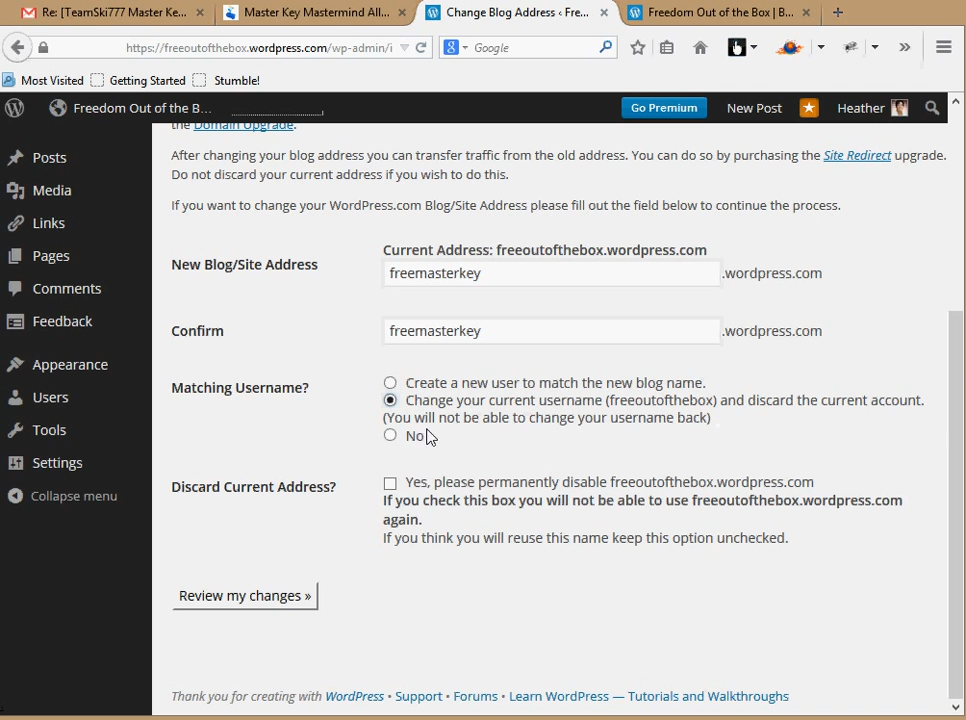 Re: [TeamSki777 Master Ke...
Master Key Mastermind All...
Change Blog Address ‹ Fre...
Freedom Out of the Box | B...
https://freeoutofthebox.wordpress.com/wp-admin/i
Google
Most Visited
Getting Started
Stumble!
Freedom Out of the B...
Go Premium
New Post
Heather
Posts
Media
Links
Pages
Comments
Feedback
Appearance
Users
Tools
Settings
Collapse menu
the Domain Upgrade.
After changing your blog address you can transfer traffic from the old address. You can do so by purchasing the Site Redirect upgrade.
Do not discard your current address if you wish to do this.
If you want to change your WordPress.com Blog/Site Address please fill out the field below to continue the process.
Current Address: freeoutofthebox.wordpress.com
New Blog/Site Address
freemasterkey .wordpress.com
Confirm
freemasterkey .wordpress.com
Matching Username?
Create a new user to match the new blog name.
Change your current username (freeoutofthebox) and discard the current account.
(You will not be able to change your username back)
No
Discard Current Address?
Yes, please permanently disable freeoutofthebox.wordpress.com
If you check this box you will not be able to use freeoutofthebox.wordpress.com
again.
If you think you will reuse this name keep this option unchecked.
Review my changes »
Thank you for creating with WordPress • Support • Forums • Learn WordPress — Tutorials and Walkthroughs